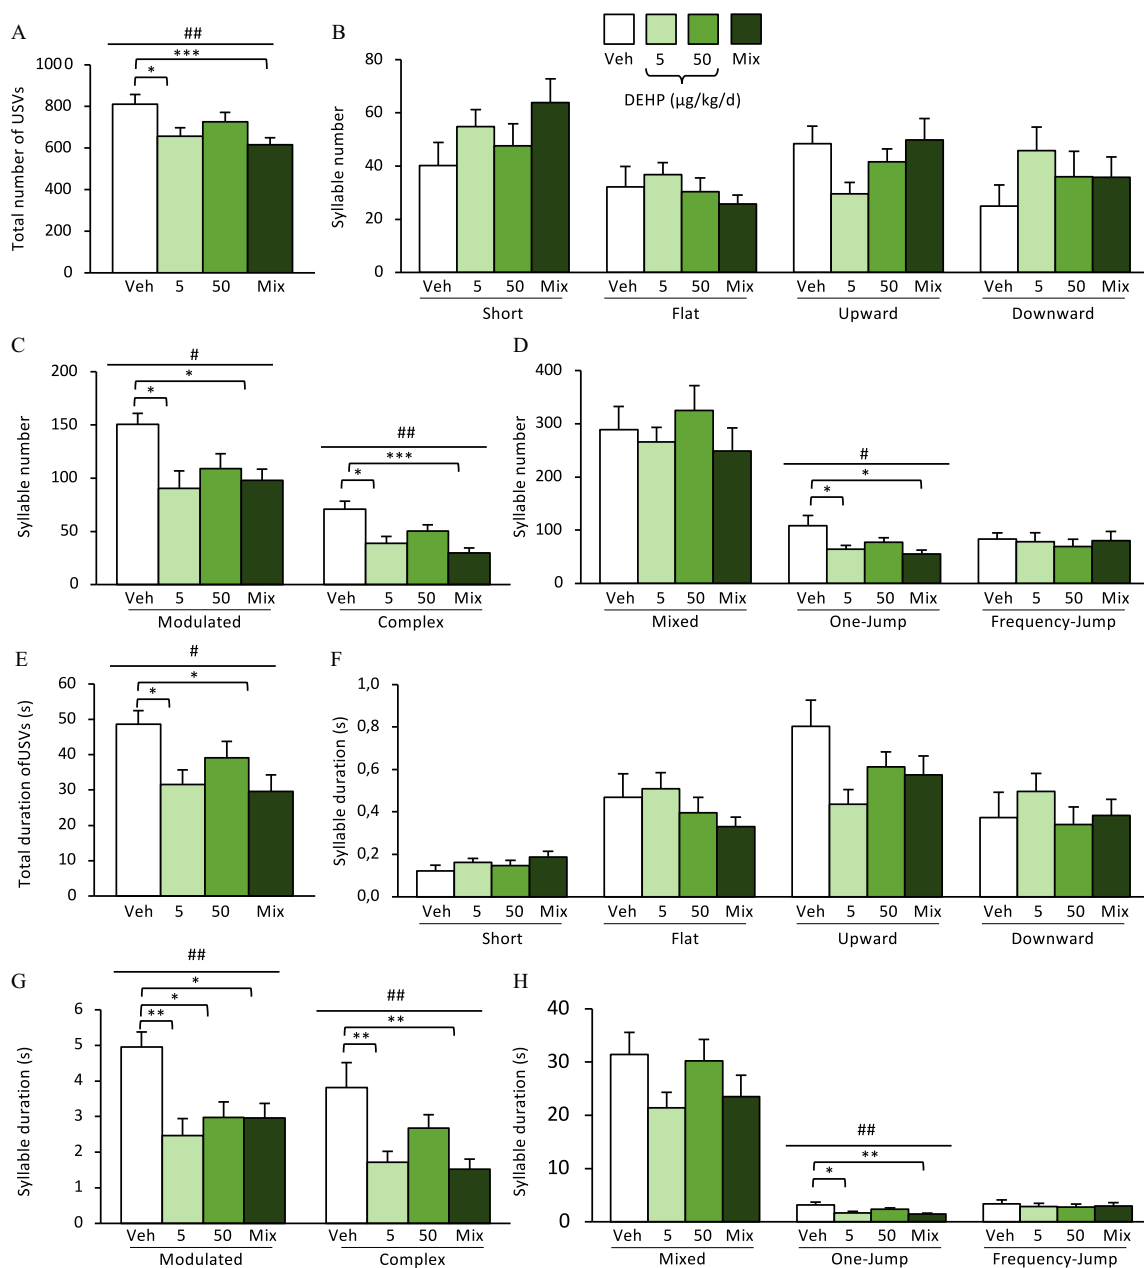 A
##
***
*
Total number of USVs
1000
800
600
400
200
0
Veh 5 50 Mix
B
Veh 5 50 Mix
DEHP (µg/kg/d)
Syllable number
80
60
40
20
0
Veh 5 50 Mix Veh 5 50 Mix Veh 5 50 Mix Veh 5 50 Mix
Short Flat Upward Downward
C
#
*
*
##
***
*
Syllable number
200
150
100
50
0
Veh 5 50 Mix Veh 5 50 Mix
Modulated Complex
D
#
*
*
Syllable number
400
300
200
100
0
Veh 5 50 Mix Veh 5 50 Mix Veh 5 50 Mix
Mixed One-Jump Frequency-Jump
E
#
*
*
Total duration ofUSVs (s)
60
50
40
30
20
10
0
Veh 5 50 Mix
F
Syllable duration (s)
1,0
0,8
0,6
0,4
0,2
0,0
Veh 5 50 Mix Veh 5 50 Mix Veh 5 50 Mix Veh 5 50 Mix
Short Flat Upward Downward
G
##
*
*
**
##
**
**
Syllable duration (s)
6
5
4
3
2
1
0
Veh 5 50 Mix Veh 5 50 Mix
Modulated Complex
H
##
**
*
Syllable duration (s)
40
30
20
10
0
Veh 5 50 Mix Veh 5 50 Mix Veh 5 50 Mix
Mixed One-Jump Frequency-Jump